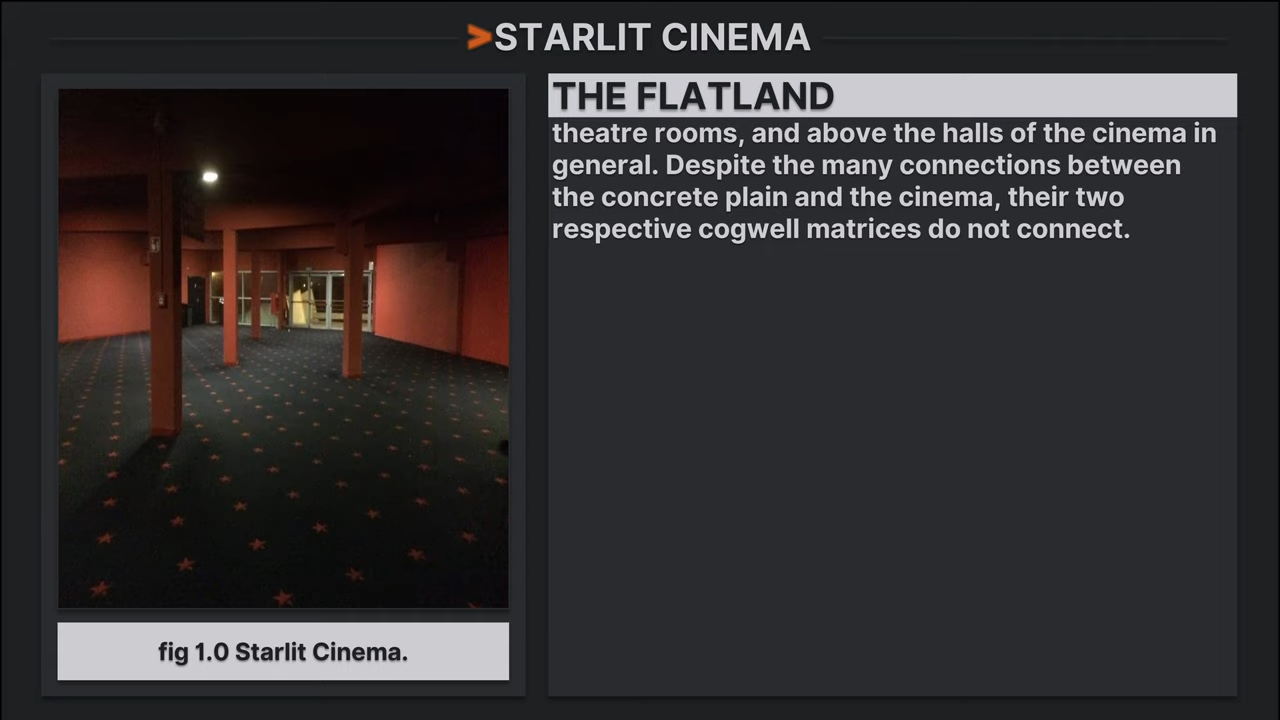 >STARLIT CINEMA
THE FLATLAND
theatre rooms, and above the halls of the cinema in
general. Despite the many connections between
the concrete plain and the cinema, their two
respective cogwell matrices do not connect.
fig 1.0 Starlit Cinema.